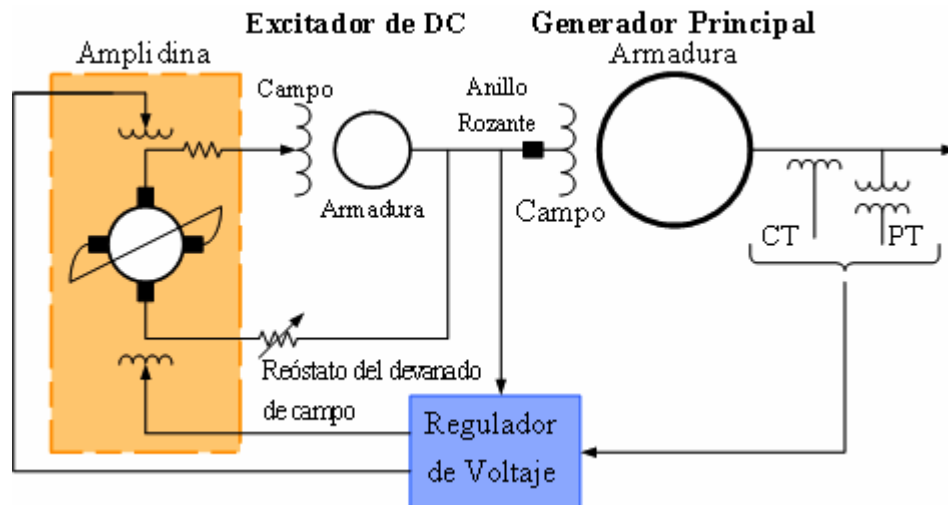 Excitador de DC
Generador Principal
Amplidina
Armadura
Campo
Anillo
Rozante
Armadura
Campo
CT
PT
Reóstato del devanado
de campo
Regulador
de Voltaje